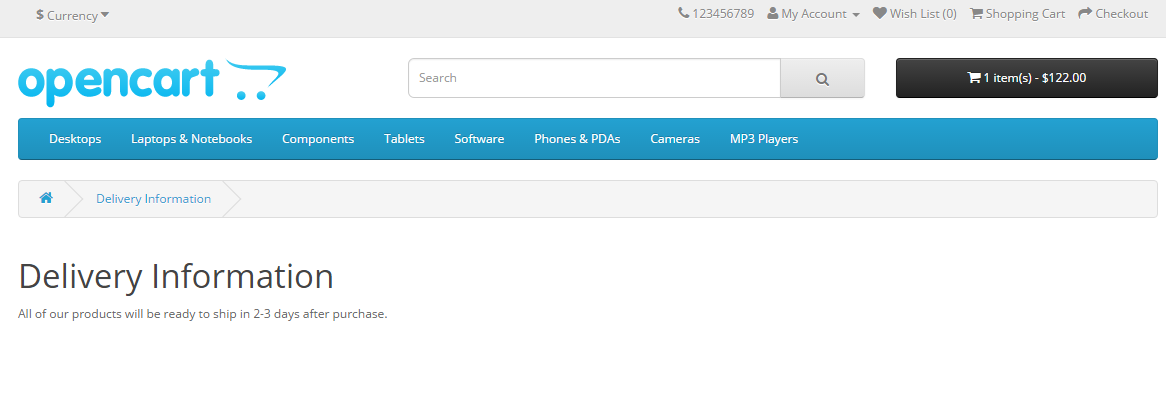 $ Currency
123456789 My Account Wish List (0) Shopping Cart Checkout
opencart
Search
1 item(s) - $122.00
Desktops Laptops & Notebooks Components Tablets Software Phones & PDAs Cameras MP3 Players
Delivery Information
Delivery Information
All of our products will be ready to ship in 2-3 days after purchase.